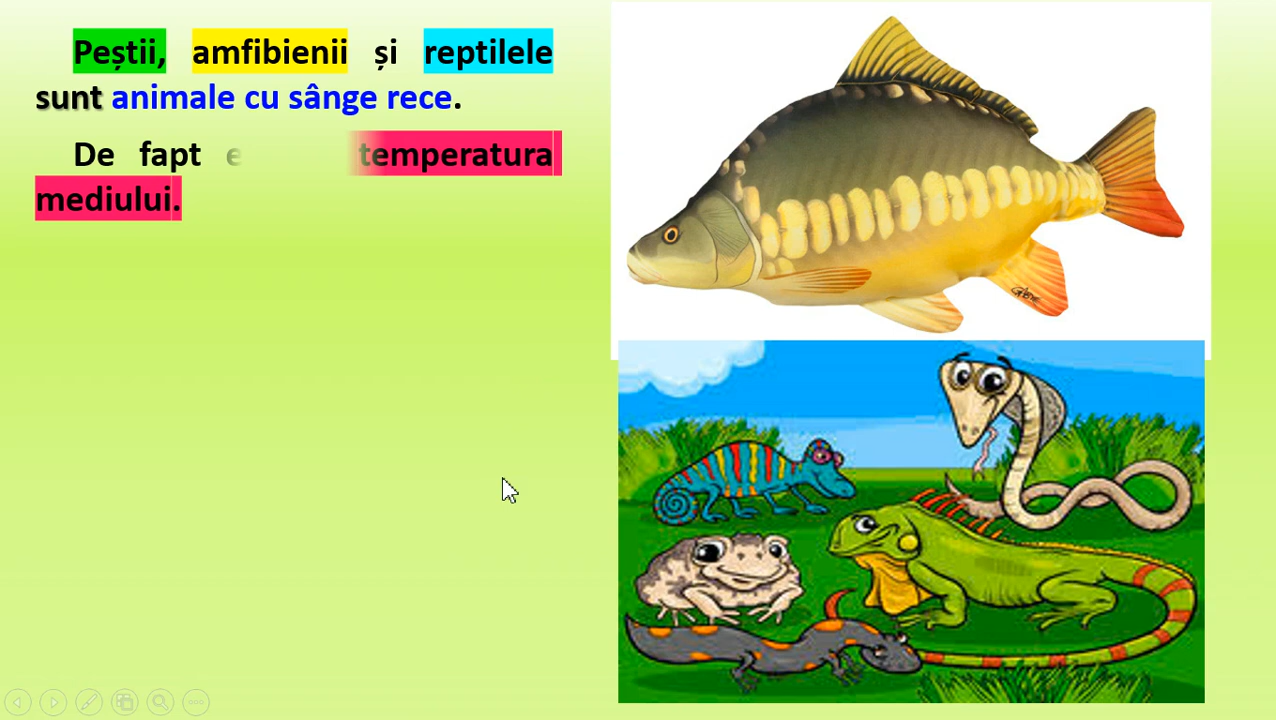 Peștii, amfibienii și reptilele
sunt animale cu sânge rece.
De fapt e temperatura
mediului.